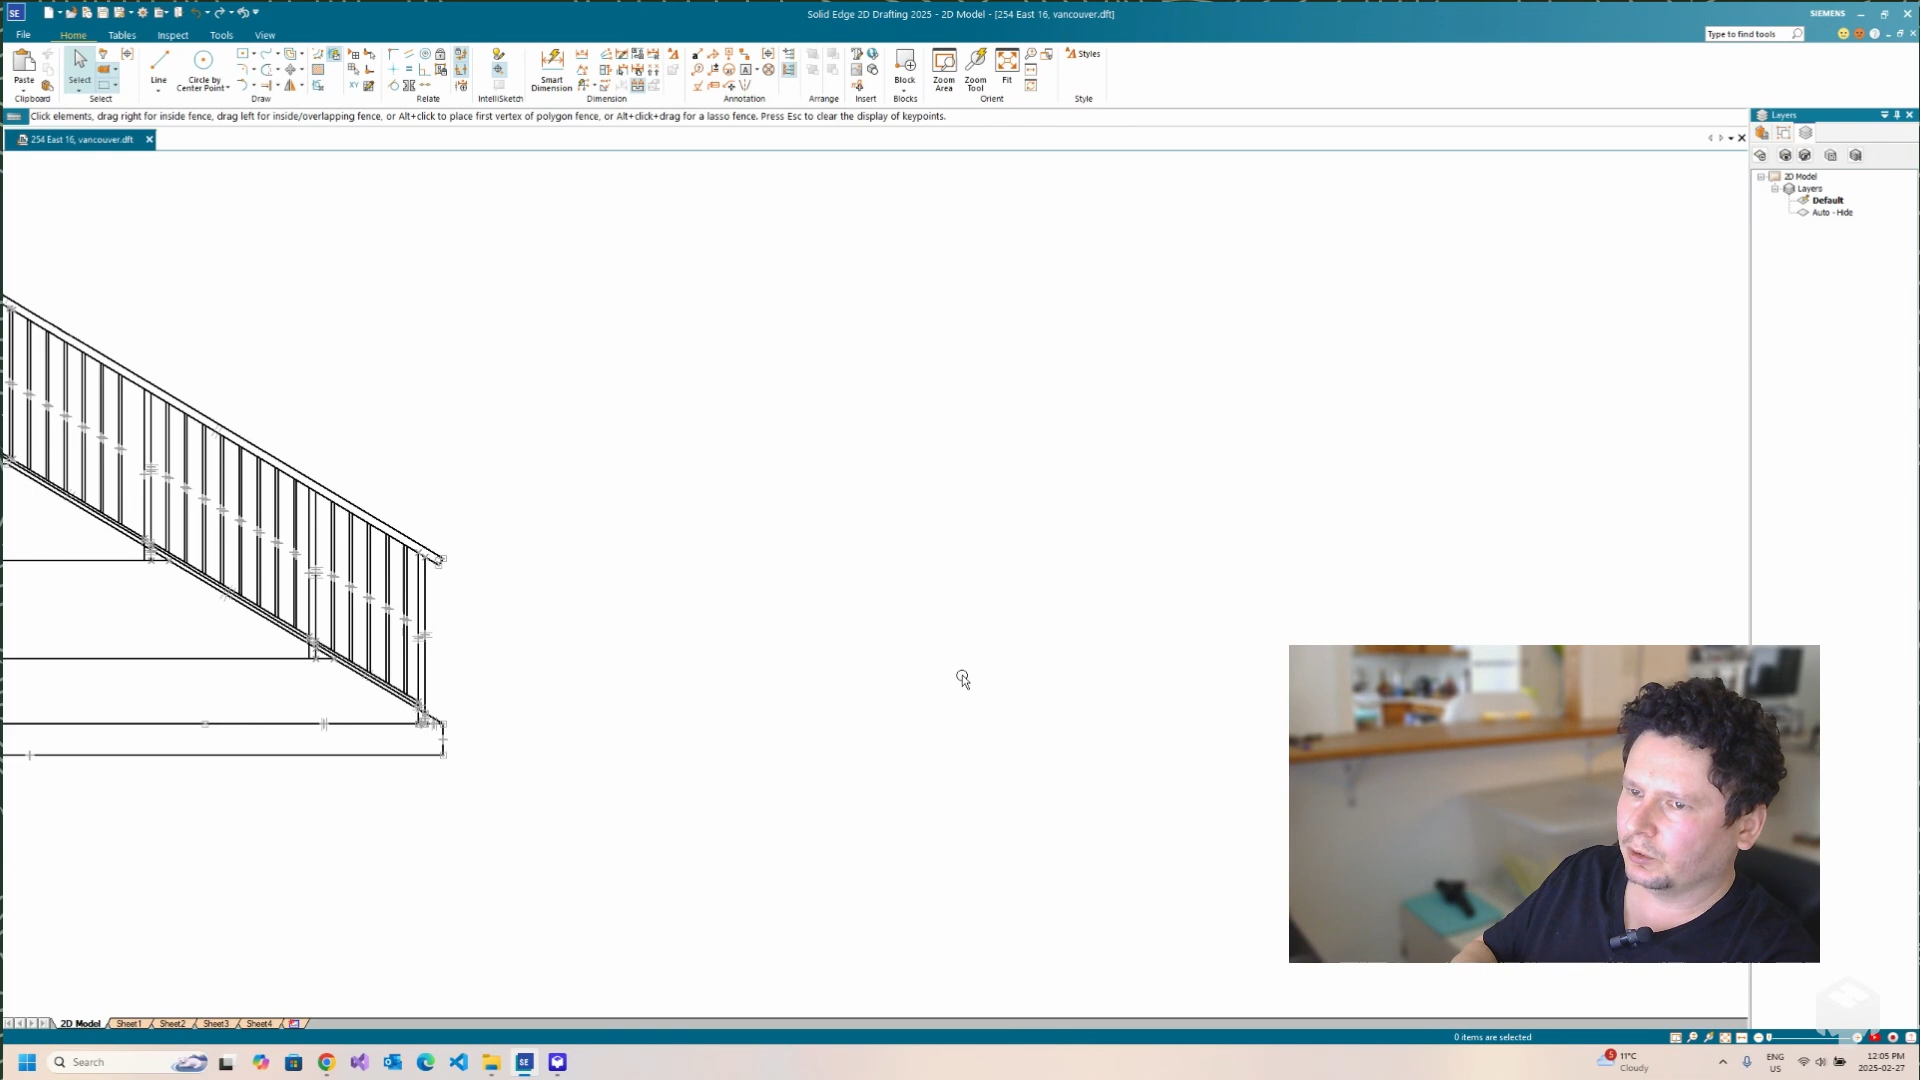 Solid Edge 2D Drafting 2025 - 2D Model - [254 East 16, vancouver.dft]
SIEMENS
File Home Tables Inspect Sketch Tools View
Type to find tools
Paste
Clipboard
Select
Select
Line
Circle by
Center Point
Draw
Relate
IntelliSketch
Smart
Dimension
Dimension
Annotation
Arrange
Insert
Block
Blocks
Zoom
Area
Zoom
Tool
Fit
Orient
Styles
Style
Click elements, drag right for inside fence, drag left for inside/overlapping fence, or Alt+click to place first vertex of polygon fence, or Alt+click+drag for a lasso fence. Press Esc to clear the display of keypoints.
254 East 16, vancouver.dft
Layers
2D Model
Layers
Default
Auto - Hide
2D Model Sheet1 Sheet2 Sheet3 Sheet4
0 items are selected
Search
11°C
Cloudy
ENG
US
12:05 PM
2025-02-27